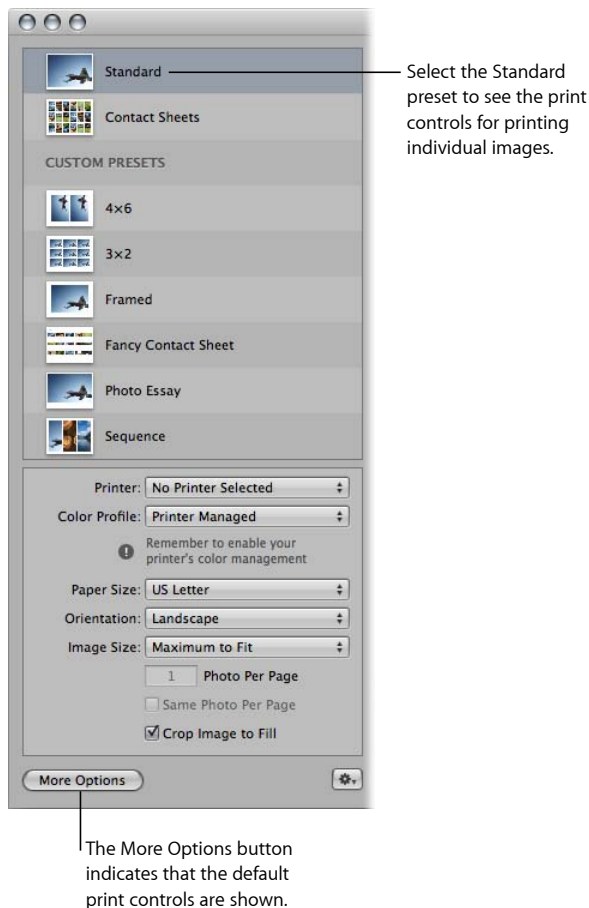 Standard
Select the Standard
preset to see the print
controls for printing
individual images.
Contact Sheets
CUSTOM PRESETS
4×6
3×2
Framed
Fancy Contact Sheet
Photo Essay
Sequence
Printer: No Printer Selected
Color Profile: Printer Managed
Remember to enable your
printer's color management
Paper Size: US Letter
Orientation: Landscape
Image Size: Maximum to Fit
1 Photo Per Page
Same Photo Per Page
Crop Image to Fill
More Options
The More Options button
indicates that the default
print controls are shown.